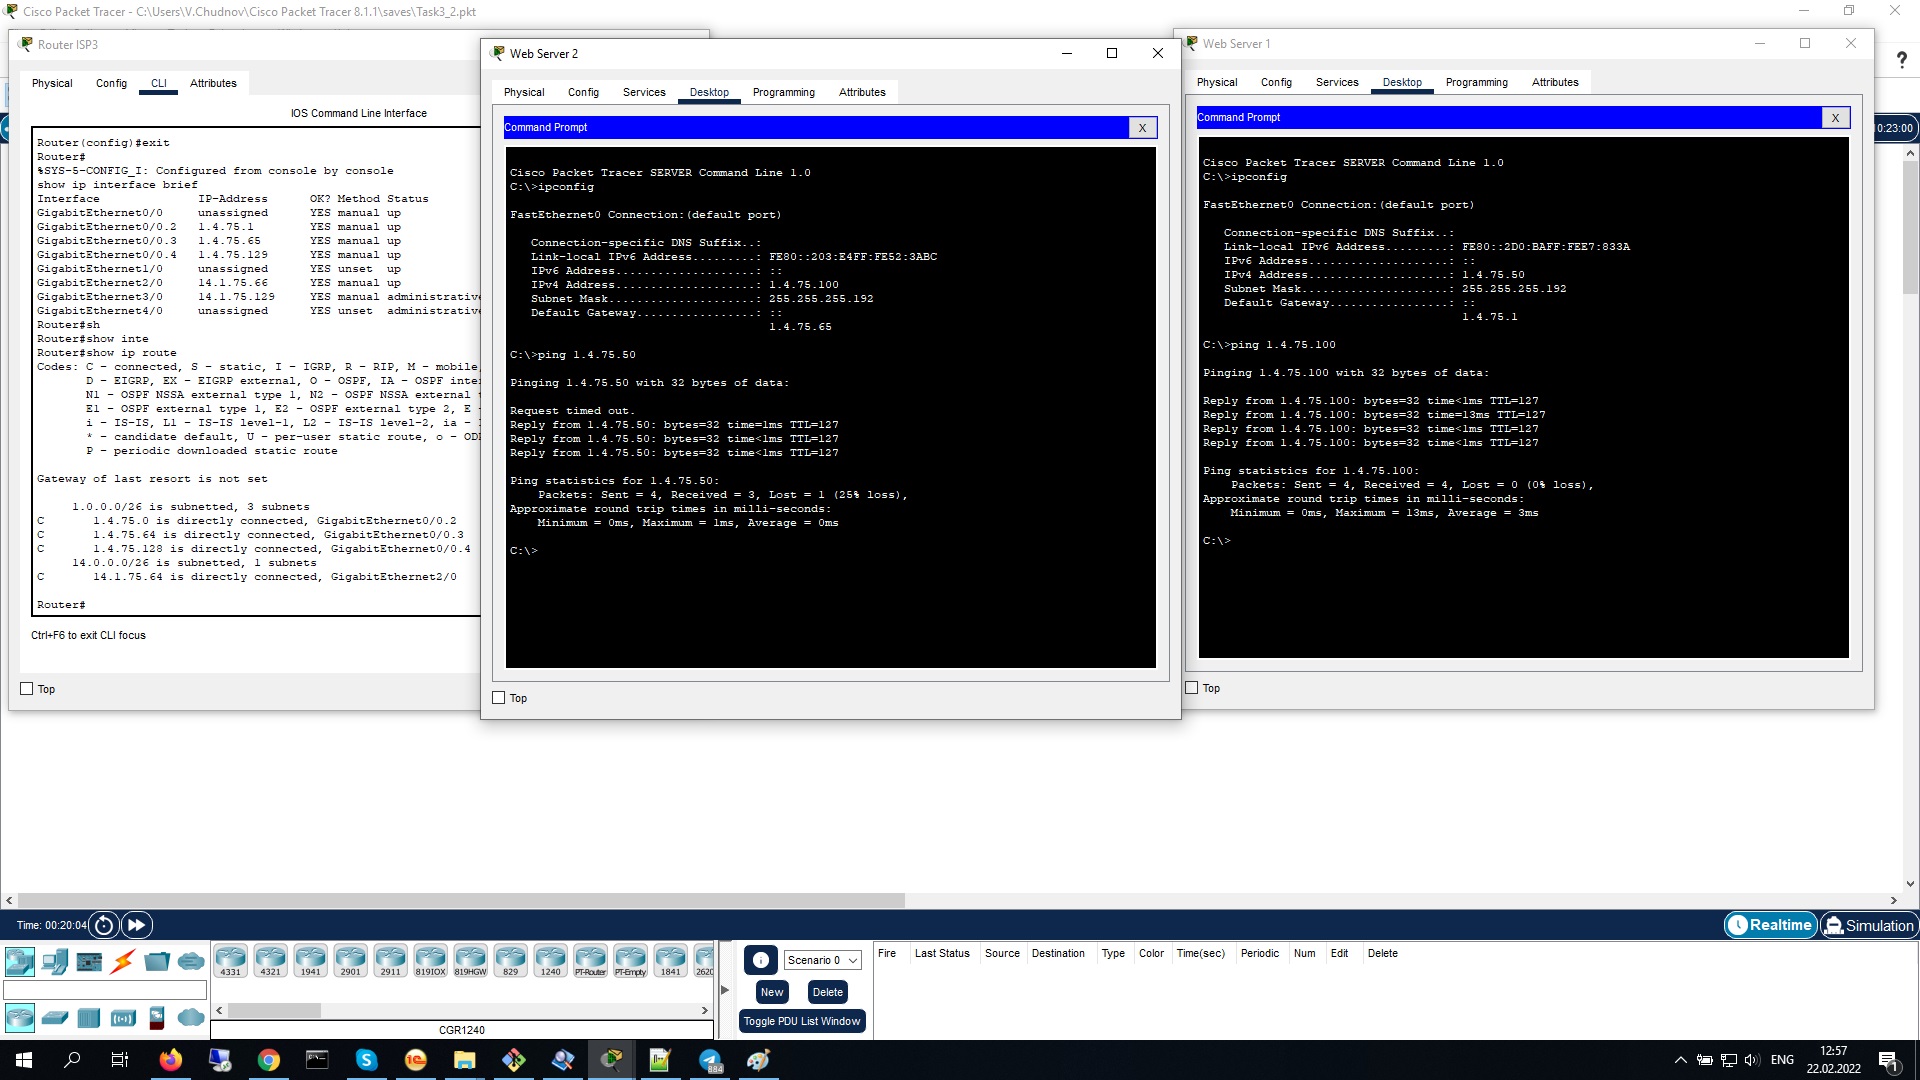 Cisco Packet Tracer - C:\Users\V.Chudnov\Cisco Packet Tracer 8.1.1\saves\Task3_2.pkt
Router ISP3
Physical Config CLI Attributes
IOS Command Line Interface
Router(config)#exit
Router#
%SYS-5-CONFIG_I: Configured from console by console
show ip interface brief
Interface IP-Address OK? Method Status
GigabitEthernet0/0 unassigned YES manual up
GigabitEthernet0/0.2 1.4.75.1 YES manual up
GigabitEthernet0/0.3 1.4.75.65 YES manual up
GigabitEthernet0/0.4 1.4.75.129 YES manual up
GigabitEthernet1/0 unassigned YES unset up
GigabitEthernet2/0 14.1.75.66 YES manual up
GigabitEthernet3/0 14.1.75.129 YES manual administrative
GigabitEthernet4/0 unassigned YES unset administrative
Router#sh
Router#show inte
Router#show ip route
Codes: C - connected, S - static, I - IGRP, R - RIP, M - mobile,
D - EIGRP, EX - EIGRP external, O - OSPF, IA - OSPF inte
N1 - OSPF NSSA external type 1, N2 - OSPF NSSA external
E1 - OSPF external type 1, E2 - OSPF external type 2, E
i - IS-IS, L1 - IS-IS level-1, L2 - IS-IS level-2, ia -
* - candidate default, U - per-user static route, o - OD
P - periodic downloaded static route
Gateway of last resort is not set
1.0.0.0/26 is subnetted, 3 subnets
C 1.4.75.0 is directly connected, GigabitEthernet0/0.2
C 1.4.75.64 is directly connected, GigabitEthernet0/0.3
C 1.4.75.128 is directly connected, GigabitEthernet0/0.4
14.0.0.0/26 is subnetted, 1 subnets
C 14.1.75.64 is directly connected, GigabitEthernet2/0
Router#
Ctrl+F6 to exit CLI focus
Top
Web Server 2
Physical Config Services Desktop Programming Attributes
Command Prompt X
Cisco Packet Tracer SERVER Command Line 1.0
C:\>ipconfig
FastEthernet0 Connection:(default port)
Connection-specific DNS Suffix..:
Link-local IPv6 Address.........: FE80::203:E4FF:FE52:3ABC
IPv6 Address....................: ::
IPv4 Address....................: 1.4.75.100
Subnet Mask.....................: 255.255.255.192
Default Gateway.................: ::
1.4.75.65
C:\>ping 1.4.75.50
Pinging 1.4.75.50 with 32 bytes of data:
Request timed out.
Reply from 1.4.75.50: bytes=32 time=1ms TTL=127
Reply from 1.4.75.50: bytes=32 time<1ms TTL=127
Reply from 1.4.75.50: bytes=32 time<1ms TTL=127
Ping statistics for 1.4.75.50:
Packets: Sent = 4, Received = 3, Lost = 1 (25% loss),
Approximate round trip times in milli-seconds:
Minimum = 0ms, Maximum = 1ms, Average = 0ms
C:\>
Top
Web Server 1
Physical Config Services Desktop Programming Attributes
Command Prompt X
Cisco Packet Tracer SERVER Command Line 1.0
C:\>ipconfig
FastEthernet0 Connection:(default port)
Connection-specific DNS Suffix..:
Link-local IPv6 Address.........: FE80::2D0:BAFF:FEE7:833A
IPv6 Address....................: ::
IPv4 Address....................: 1.4.75.50
Subnet Mask.....................: 255.255.255.192
Default Gateway.................: ::
1.4.75.1
C:\>ping 1.4.75.100
Pinging 1.4.75.100 with 32 bytes of data:
Reply from 1.4.75.100: bytes=32 time<1ms TTL=127
Reply from 1.4.75.100: bytes=32 time=13ms TTL=127
Reply from 1.4.75.100: bytes=32 time<1ms TTL=127
Reply from 1.4.75.100: bytes=32 time<1ms TTL=127
Ping statistics for 1.4.75.100:
Packets: Sent = 4, Received = 4, Lost = 0 (0% loss),
Approximate round trip times in milli-seconds:
Minimum = 0ms, Maximum = 13ms, Average = 3ms
C:\>
Top
?
0:23:00
Time: 00:20:04
Realtime Simulation
4331 4321 1941 2901 2911 819IOX 819HGW 829 1240 PT-Router PT-Empty 1841 2620
CGR1240
Scenario 0
New Delete
Toggle PDU List Window
Fire Last Status Source Destination Type Color Time(sec) Periodic Num Edit Delete
884
ENG
12:57
22.02.2022
1